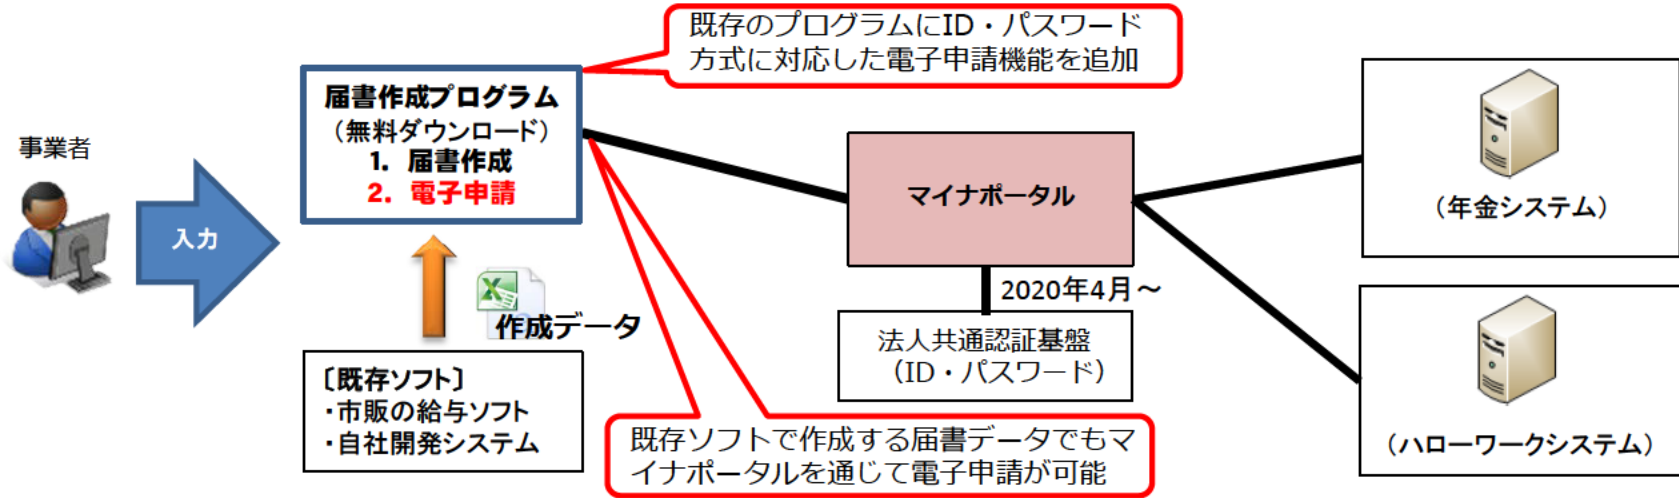 既存のプログラムにID・パスワード
方式に対応した電子申請機能を追加
事業者
入力
届書作成プログラム
（無料ダウンロード）
1. 届書作成
2. 電子申請
作成データ
〔既存ソフト〕
・市販の給与ソフト
・自社開発システム
マイナポータル
2020年4月～
法人共通認証基盤
（ID・パスワード）
既存ソフトで作成する届書データでもマ
イナポータルを通じて電子申請が可能
（年金システム）
（ハローワークシステム）